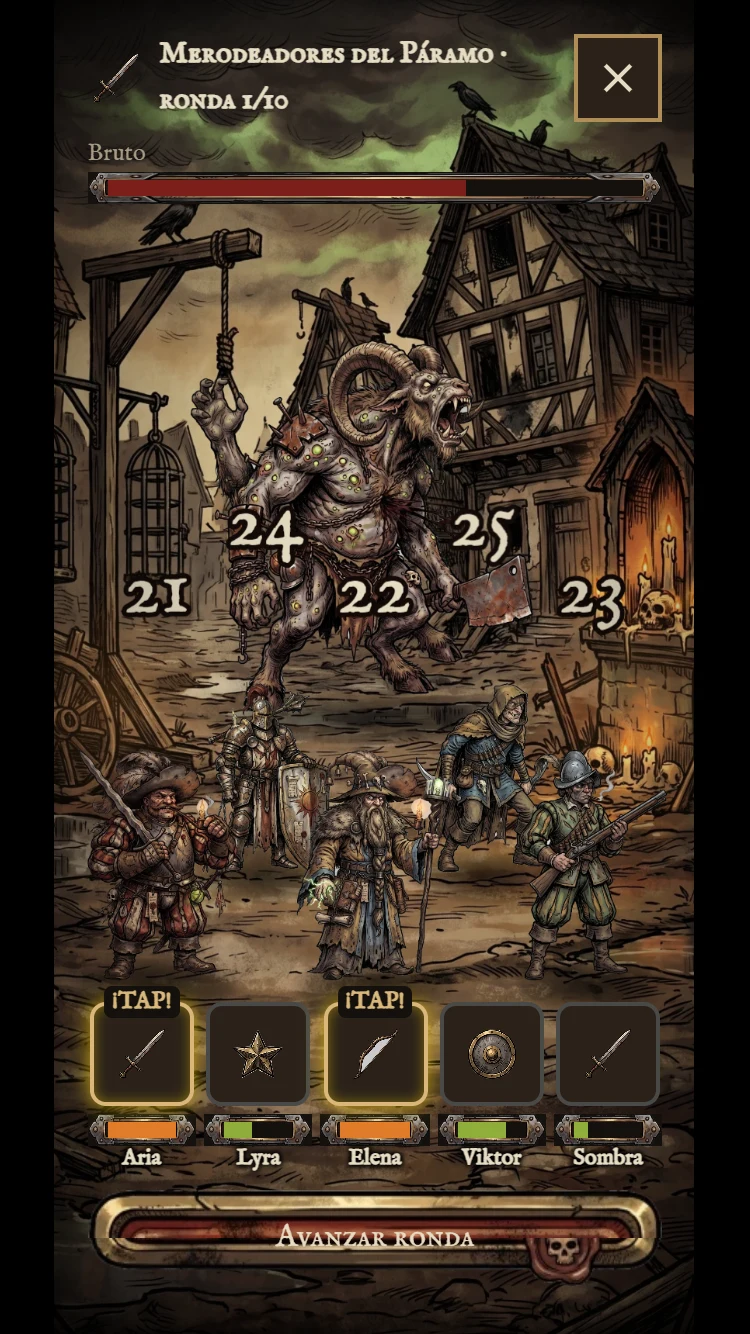 Merodeadores del Páramo ·
ronda 1/10
Bruto
24
25
21
22
23
¡TAP!
¡TAP!
Aria
Lyra
Elena
Viktor
Sombra
Avanzar ronda